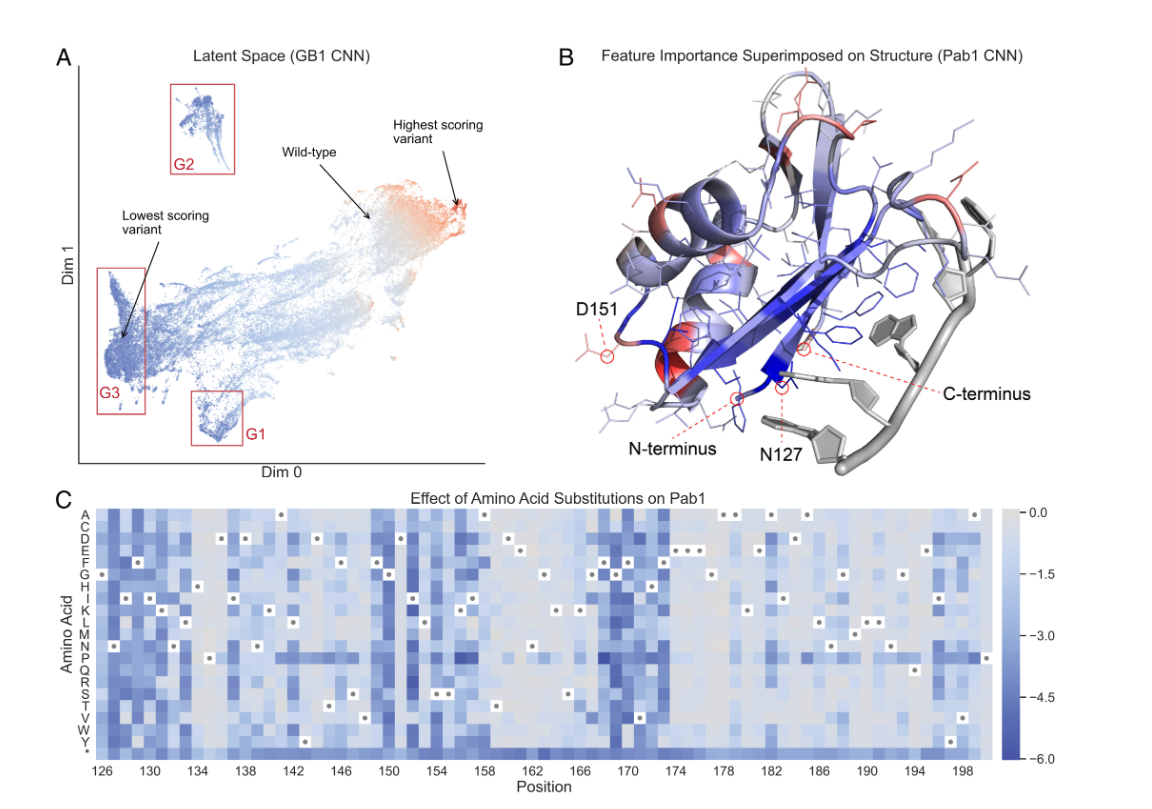 A
Latent Space (GB1 CNN)
G2
Wild-type
Highest scoring
variant
Lowest scoring
variant
G3
G1
Dim 1
Dim 0
B
Feature Importance Superimposed on Structure (Pab1 CNN)
D151
N-terminus
N127
C-terminus
C
Effect of Amino Acid Substitutions on Pab1
Amino Acid
A
C
D
E
F
G
H
I
K
L
M
N
P
Q
R
S
T
V
W
Y
*
126 130 134 138 142 146 150 154 158 162 166 170 174 178 182 186 190 194 198
Position
0.0
−1.5
−3.0
−4.5
−6.0